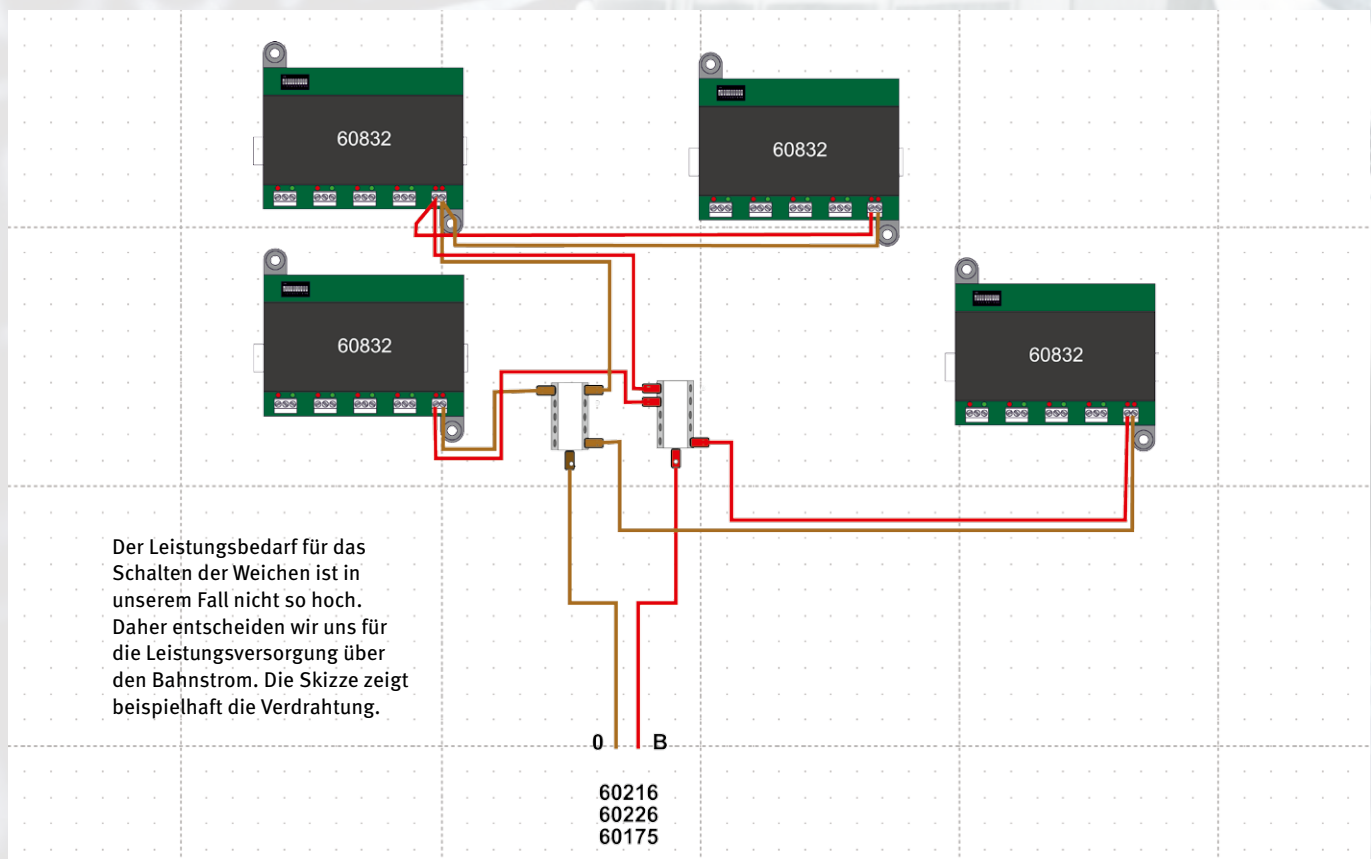 60832
60832
60832
60832
Der Leistungsbedarf für das
Schalten der Weichen ist in
unserem Fall nicht so hoch.
Daher entscheiden wir uns für
die Leistungsversorgung über
den Bahnstrom. Die Skizze zeigt
beispielhaft die Verdrahtung.
0 B
60216
60226
60175